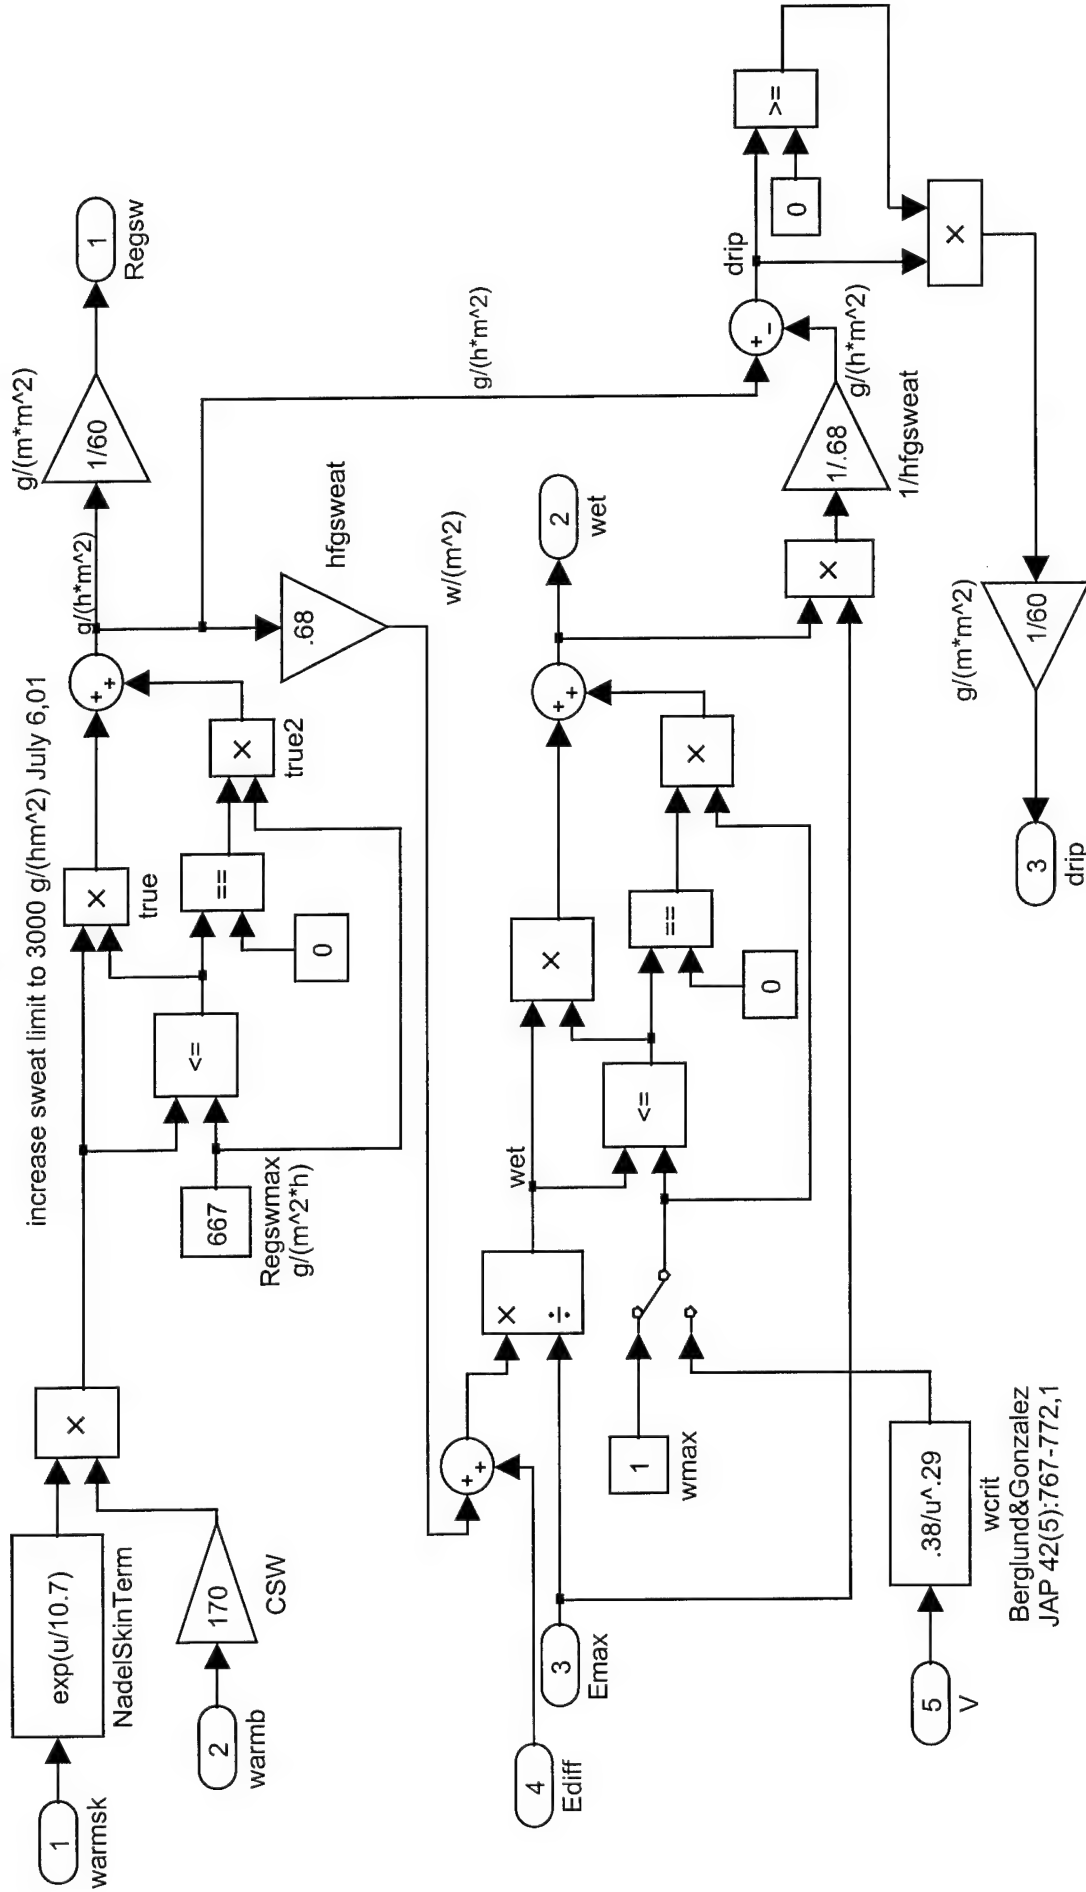 increase sweat limit to 3000 g/(hm^2) July 6,01
1
warmsk
exp(u/10.7)
NadelSkinTerm
2
warmb
170
CSW
×
667
Regswmax
g/(m^2*h)
<=
×
true
==
0
×
true2
+
+
g/(h*m^2)
g/(m*m^2)
1/60
1
Regsw
.68
hfgsweat
w/(m^2)
g/(h*m^2)
4
Ediff
3
Emax
+
+
×
÷
wet
1
wmax
5
V
.38/u^.29
wcrit
Berglund&Gonzalez
JAP 42(5):767-772,1
<=
×
==
0
×
+
+
2
wet
×
1/.68
1/hfgsweat
g/(h*m^2)
+
-
drip
0
>=
×
g/(m*m^2)
1/60
3
drip